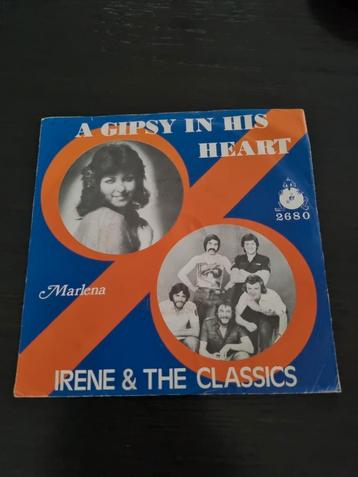 A GIPSY IN HIS
HEART
2680
Marlena
IRENE & THE CLASSICS